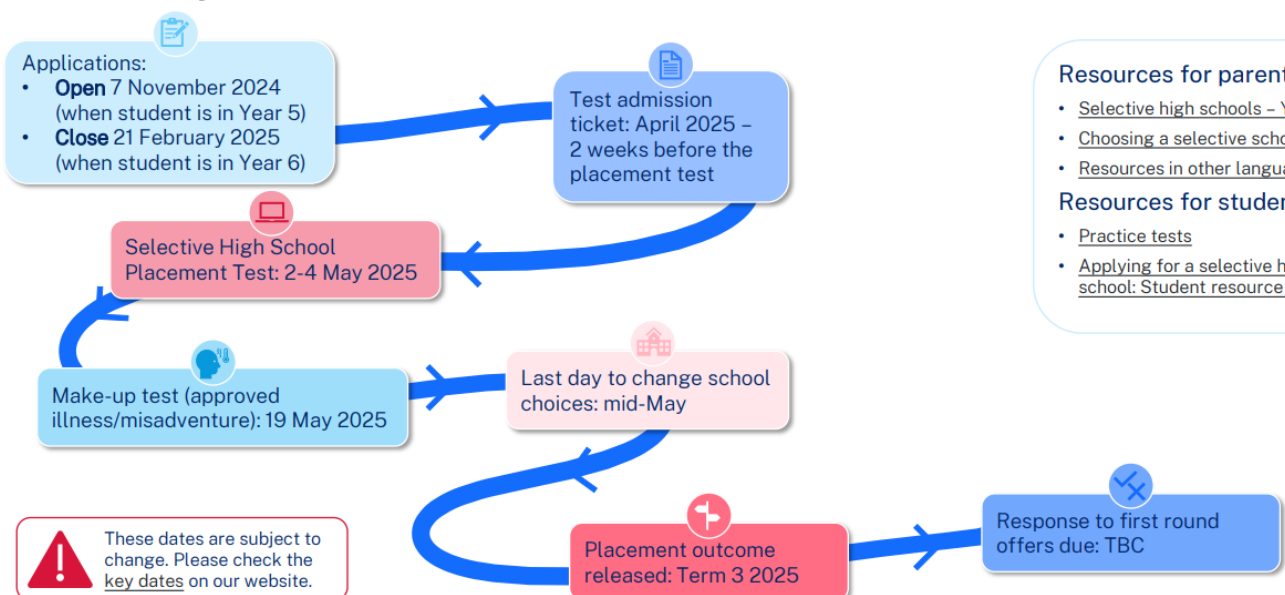 Applications:
• Open 7 November 2024
(when student is in Year 5)
• Close 21 February 2025
(when student is in Year 6)
Test admission
ticket: April 2025 –
2 weeks before the
placement test
Selective High School
Placement Test: 2-4 May 2025
Make-up test (approved
illness/misadventure): 19 May 2025
Last day to change school
choices: mid-May
Placement outcome
released: Term 3 2025
Response to first round
offers due: TBC
These dates are subject to
change. Please check the
key dates on our website.
Resources for
• Selective high schools –
• Choosing a selective
• Resources in other
Resources for
• Practice tests
• Applying for a selective
school: Student resource